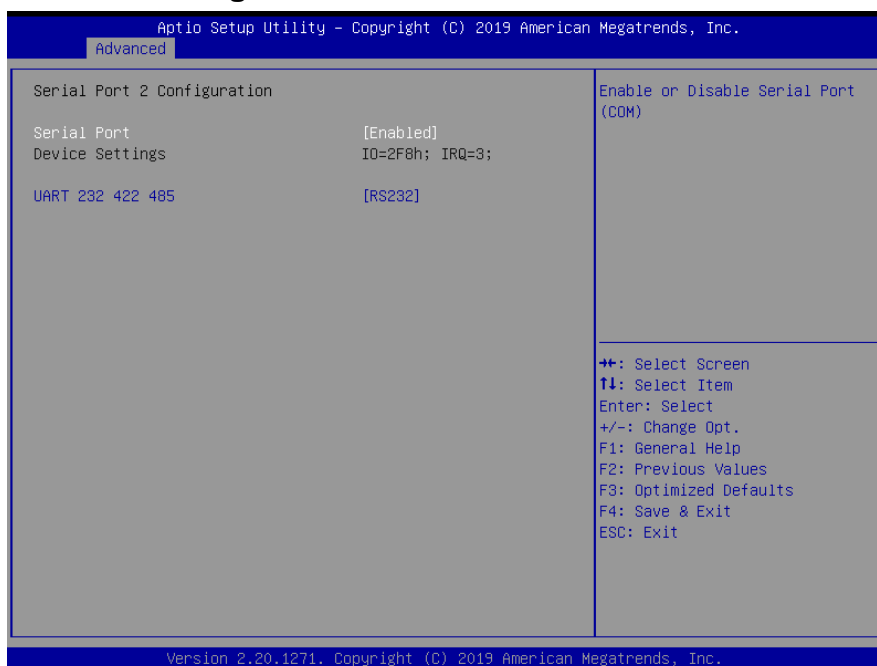 Aptio Setup Utility – Copyright (C) 2019 American Megatrends, Inc.
Advanced
Serial Port 2 Configuration
Serial Port [Enabled]
Device Settings IO=2F8h; IRQ=3;
UART 232 422 485 [RS232]
Enable or Disable Serial Port
(COM)
→←: Select Screen
↑↓: Select Item
Enter: Select
+/-: Change Opt.
F1: General Help
F2: Previous Values
F3: Optimized Defaults
F4: Save & Exit
ESC: Exit
Version 2.20.1271. Copyright (C) 2019 American Megatrends, Inc.